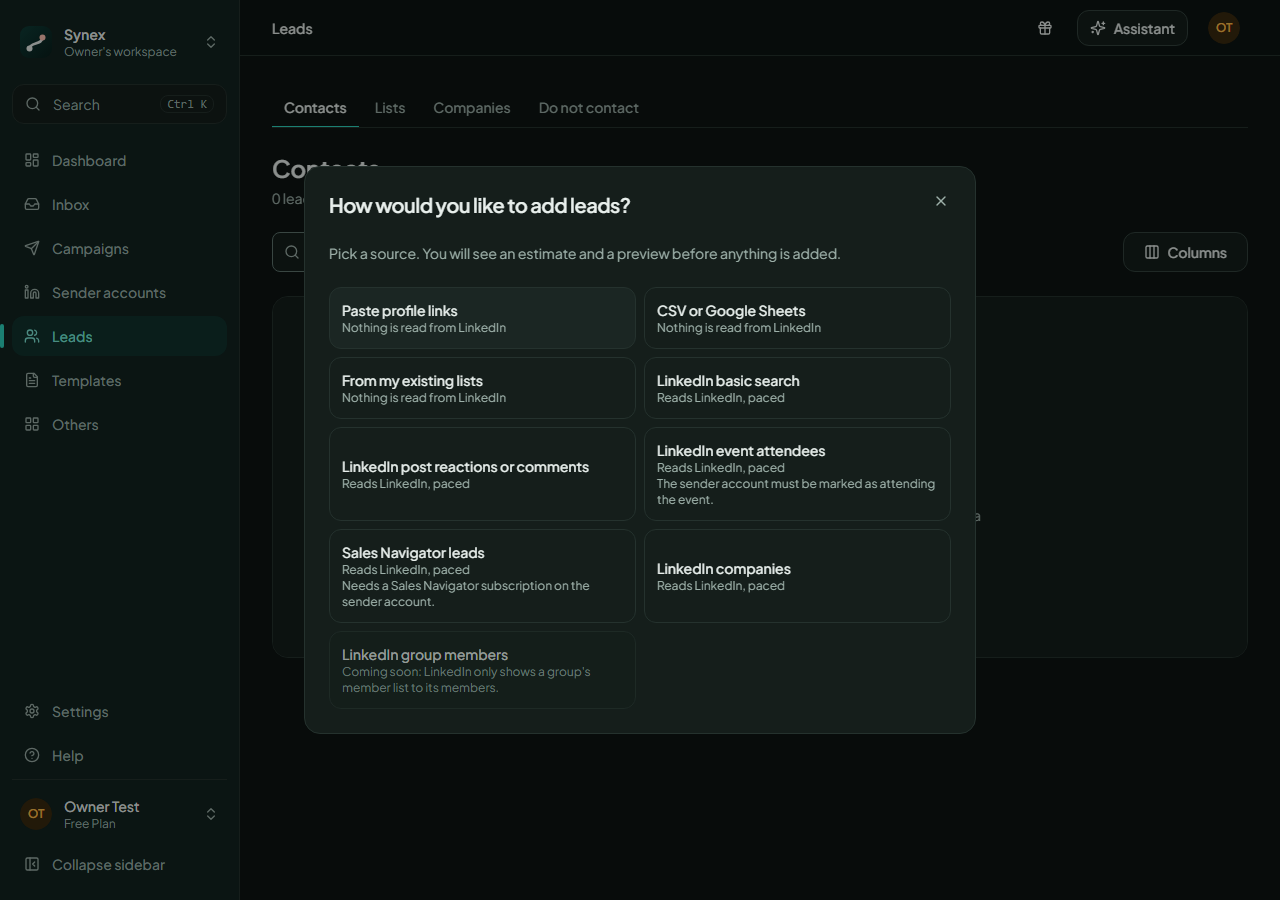 Synex
Owner's workspace
Search
Ctrl K
Dashboard
Inbox
Campaigns
Sender accounts
Leads
Templates
Others
Settings
Help
OT
Owner Test
Free Plan
Collapse sidebar
Leads
Assistant
OT
Contacts
Lists
Companies
Do not contact
Columns
How would you like to add leads?
Pick a source. You will see an estimate and a preview before anything is added.
Paste profile links
Nothing is read from LinkedIn
CSV or Google Sheets
Nothing is read from LinkedIn
From my existing lists
Nothing is read from LinkedIn
LinkedIn basic search
Reads LinkedIn, paced
LinkedIn post reactions or comments
Reads LinkedIn, paced
LinkedIn event attendees
Reads LinkedIn, paced
The sender account must be marked as attending
the event.
Sales Navigator leads
Reads LinkedIn, paced
Needs a Sales Navigator subscription on the
sender account.
LinkedIn companies
Reads LinkedIn, paced
LinkedIn group members
Coming soon: LinkedIn only shows a group's
member list to its members.